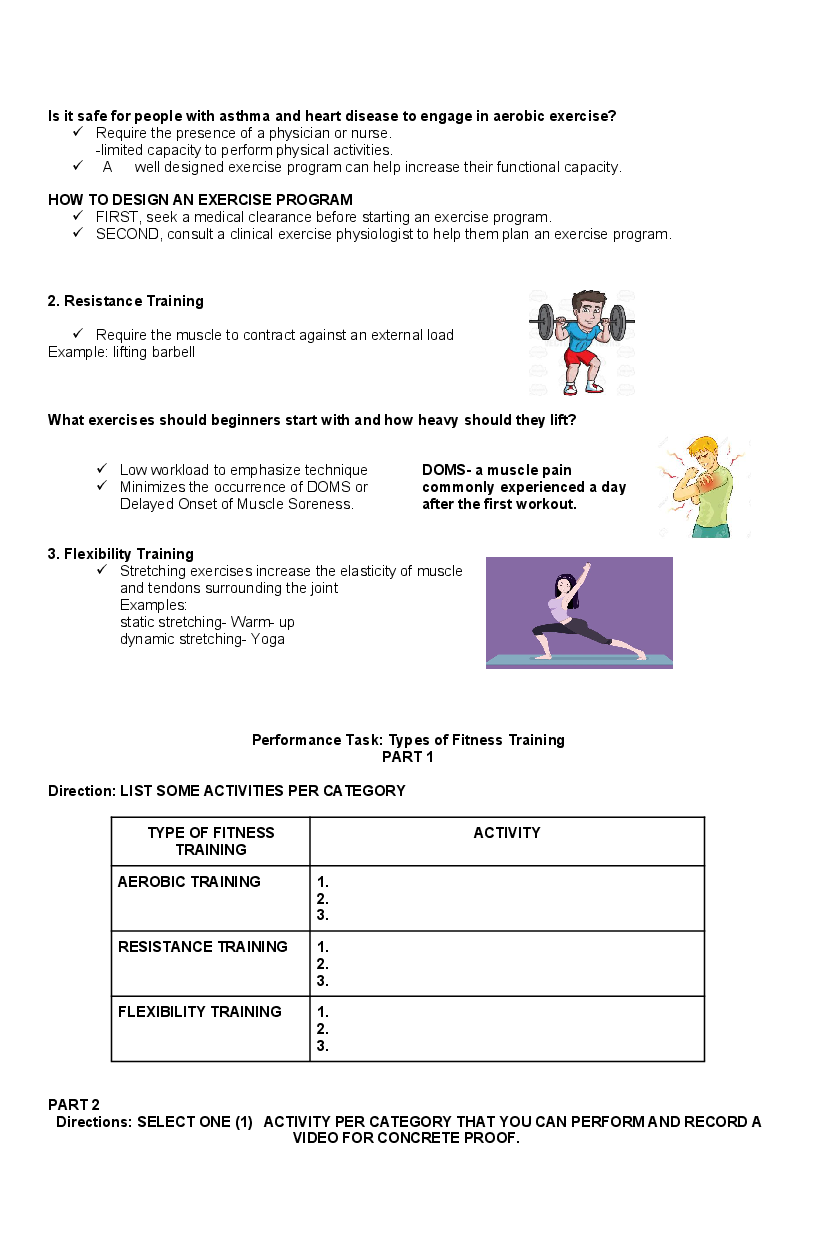 Is it safe for people with asthma and heart disease to engage in aerobic exercise?
✓ Require the presence of a physician or nurse.
-limited capacity to perform physical activities.
✓ A well designed exercise program can help increase their functional capacity.
HOW TO DESIGN AN EXERCISE PROGRAM
✓ FIRST, seek a medical clearance before starting an exercise program.
✓ SECOND, consult a clinical exercise physiologist to help them plan an exercise program.
2. Resistance Training
✓ Require the muscle to contract against an external load
Example: lifting barbell
What exercises should beginners start with and how heavy should they lift?
✓ Low workload to emphasize technique
✓ Minimizes the occurrence of DOMS or
Delayed Onset of Muscle Soreness.
DOMS- a muscle pain
commonly experienced a day
after the first workout.
3. Flexibility Training
✓ Stretching exercises increase the elasticity of muscle
and tendons surrounding the joint
Examples:
static stretching- Warm- up
dynamic stretching- Yoga
Performance Task: Types of Fitness Training
PART 1
Direction: LIST SOME ACTIVITIES PER CATEGORY
TYPE OF FITNESS
TRAINING
ACTIVITY
AEROBIC TRAINING
1.
2.
3.
RESISTANCE TRAINING
1.
2.
3.
FLEXIBILITY TRAINING
1.
2.
3.
PART 2
Directions: SELECT ONE (1) ACTIVITY PER CATEGORY THAT YOU CAN PERFORM AND RECORD A
VIDEO FOR CONCRETE PROOF.